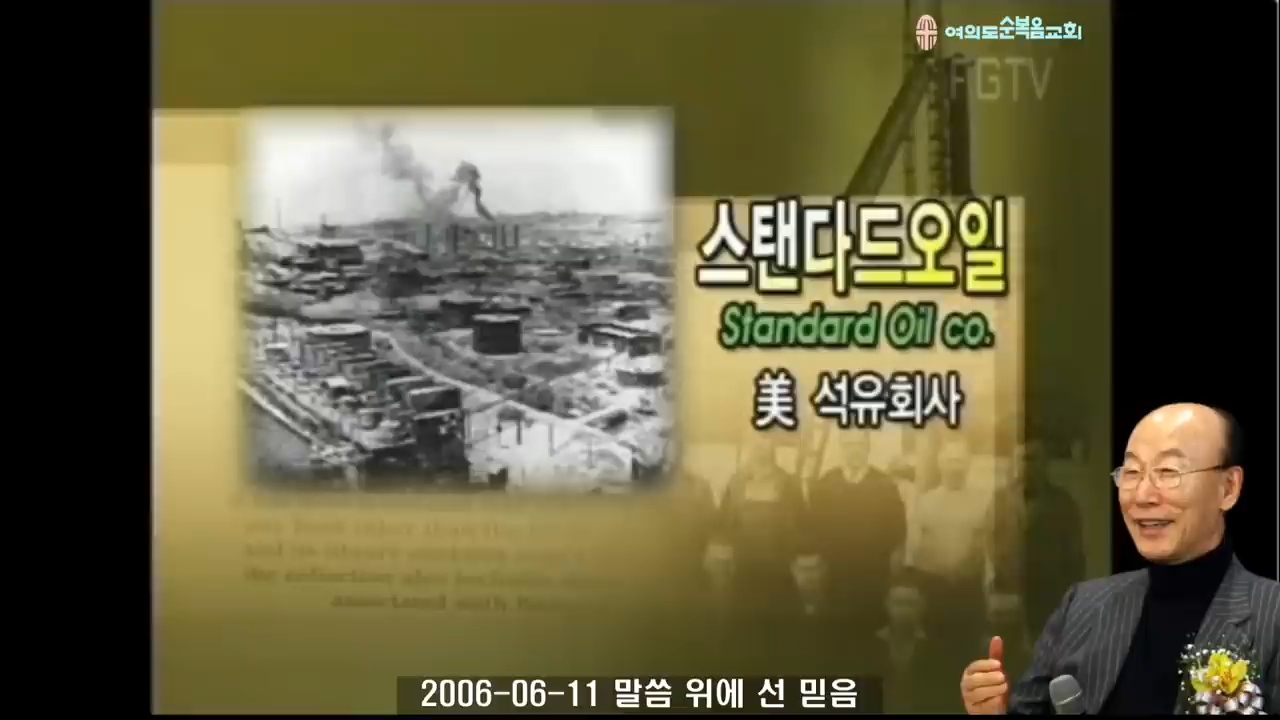 여의도순복음교회
FGTV
스탠다드오일
Standard Oil co.
美 석유회사
2006-06-11 말씀 위에 선 믿음